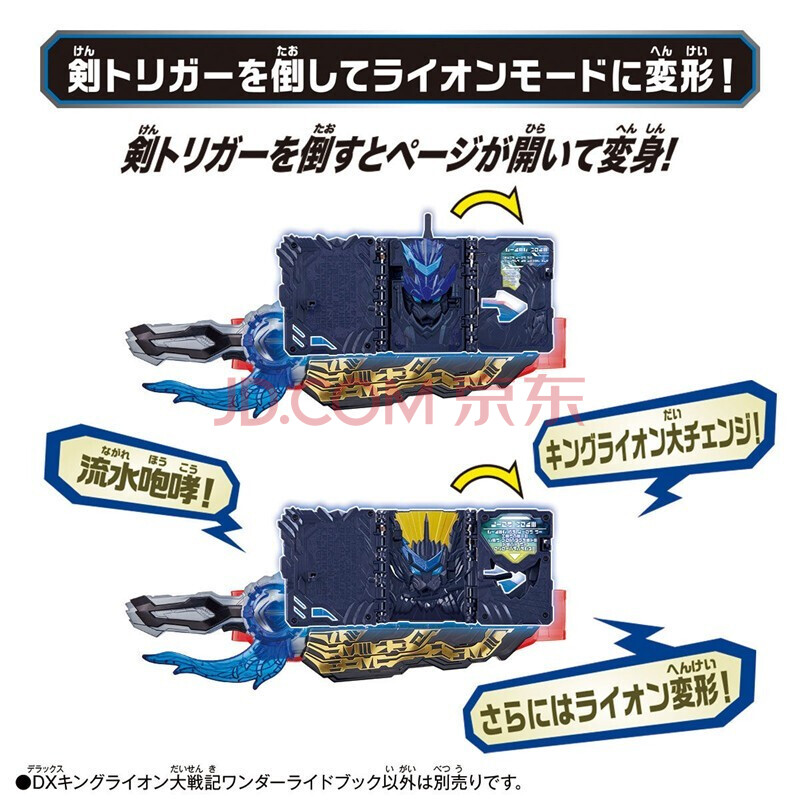 剣トリガーを倒してライオンモードに変形！
剣トリガーを倒すとページが開いて変身！
JD.COM 京东
キングライオン大チェンジ！
流水咆哮！
さらにはライオン変形！
●DXキングライオン大戦記ワンダーライドブック以外は別売りです。